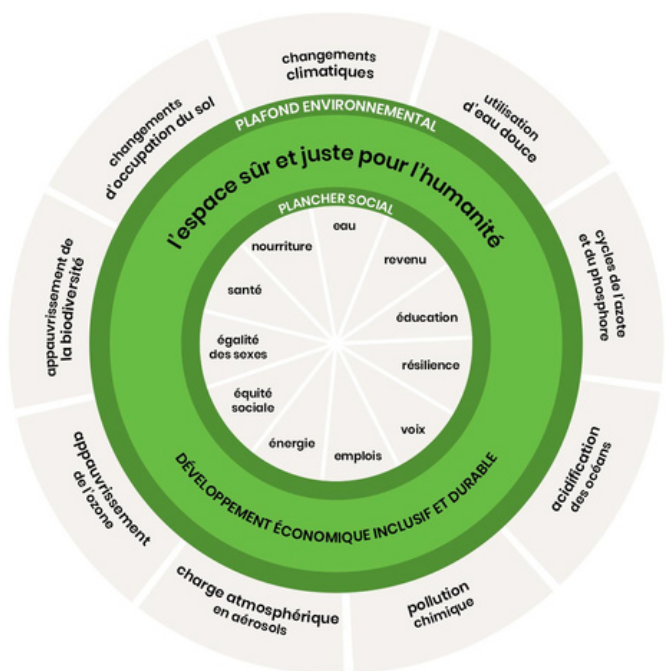 changements
climatiques
utilisation
d'eau douce
cycles de l'azote
et du phosphore
acidification
des océans
pollution
chimique
charge atmosphérique
en aérosols
appauvrissement
de l'ozone
appauvrissement de
la biodiversité
changements
d'occupation du sol
PLAFOND ENVIRONNEMENTAL
l'espace sûr et juste pour l'humanité
PLANCHER SOCIAL
eau
revenu
éducation
résilience
voix
emplois
énergie
équité
sociale
égalité
des sexes
santé
nourriture
DÉVELOPPEMENT ÉCONOMIQUE INCLUSIF ET DURABLE